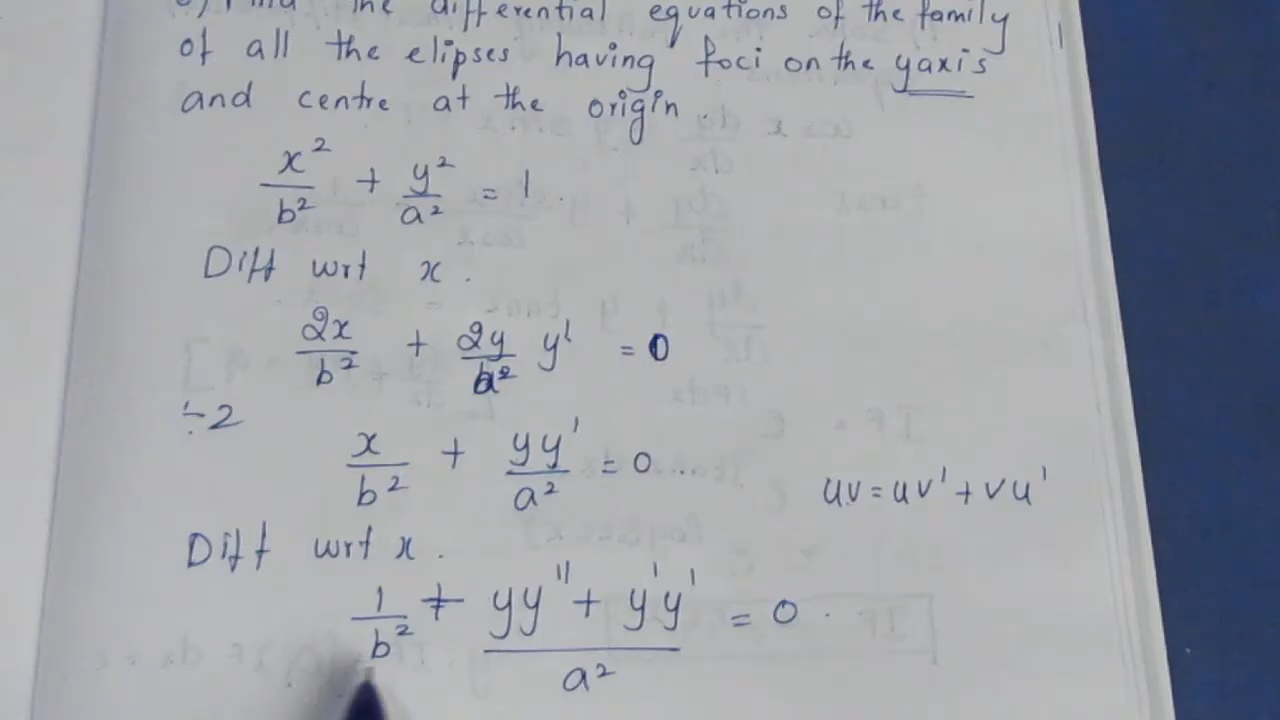 the differential equations of the family
of all the elipses having foci on the yaxis
and centre at the origin.
x²/b² + y²/a² = 1.
Diff wrt x.
2x/b² + 2y/a² y' = 0
÷2
x/b² + yy'/a² = 0...
uv = uv' + vu'
Diff wrt x.
1/b² + (yy'' + y'y')/a² = 0.